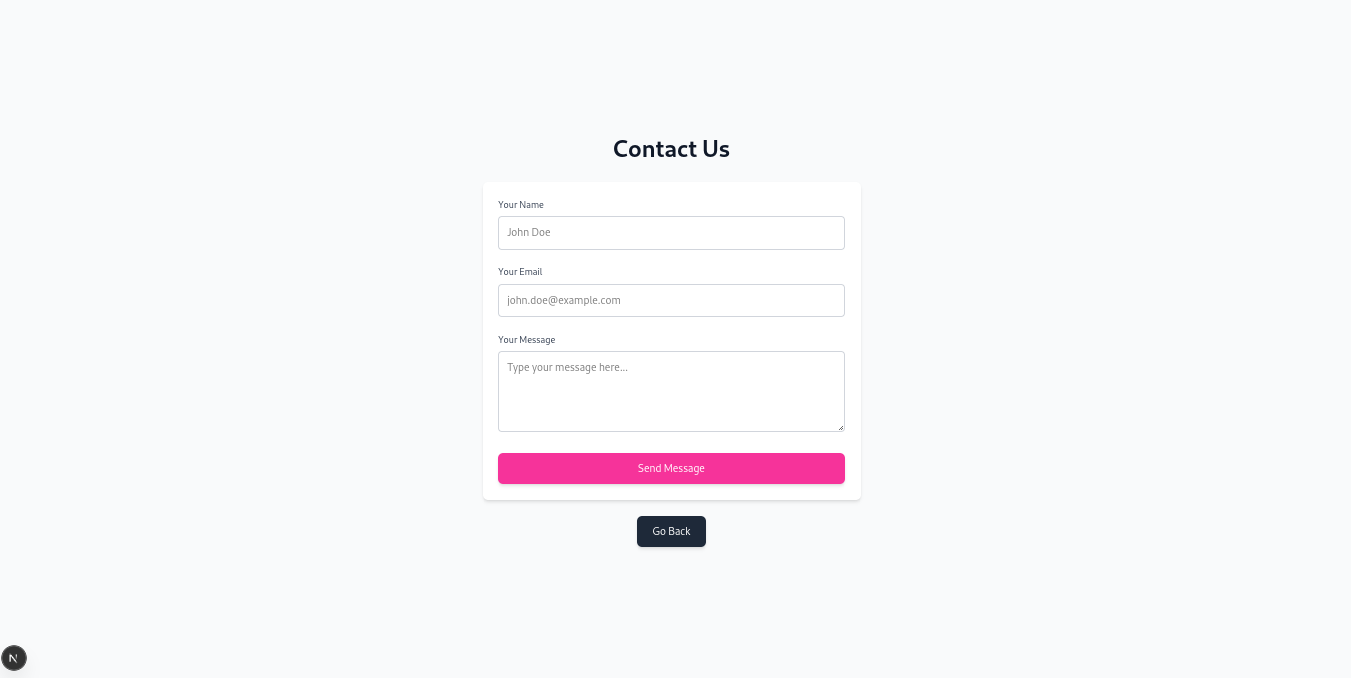 Contact Us
Your Name
John Doe
Your Email
john.doe@example.com
Your Message
Type your message here...
Send Message
Go Back
N